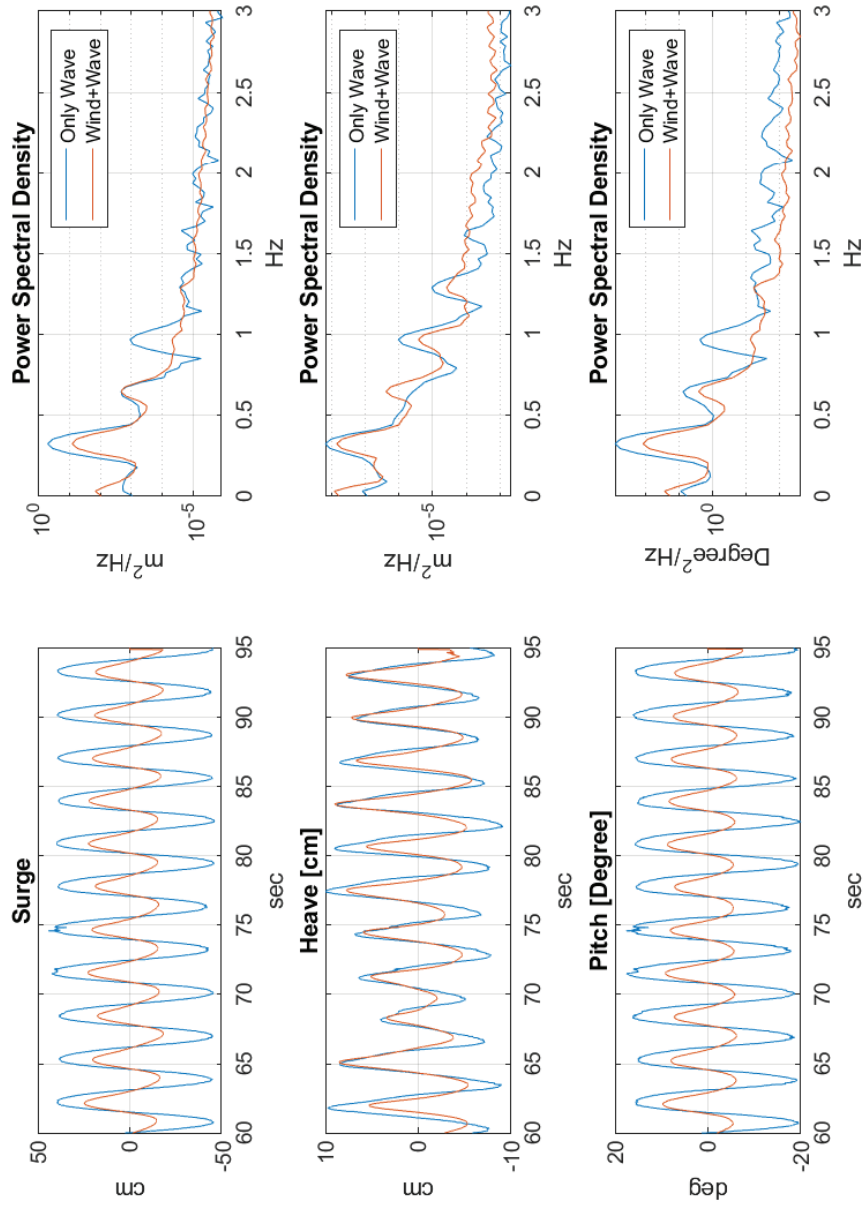 Surge
5
0
-5
cm
60 65 70 75 80 85 90 95
sec
Power Spectral Density
10^0
10^-5
m^2/Hz
Only Wave
Wind+Wave
0 0.5 1 1.5 2 2.5 3
Hz
Heave [cm]
10
0
-10
cm
60 65 70 75 80 85 90 95
sec
Power Spectral Density
10^-5
m^2/Hz
Only Wave
Wind+Wave
0 0.5 1 1.5 2 2.5 3
Hz
Pitch [Degree]
20
0
-20
deg
60 65 70 75 80 85 90 95
sec
Power Spectral Density
10^0
Degree^2/Hz
Only Wave
Wind+Wave
0 0.5 1 1.5 2 2.5 3
Hz